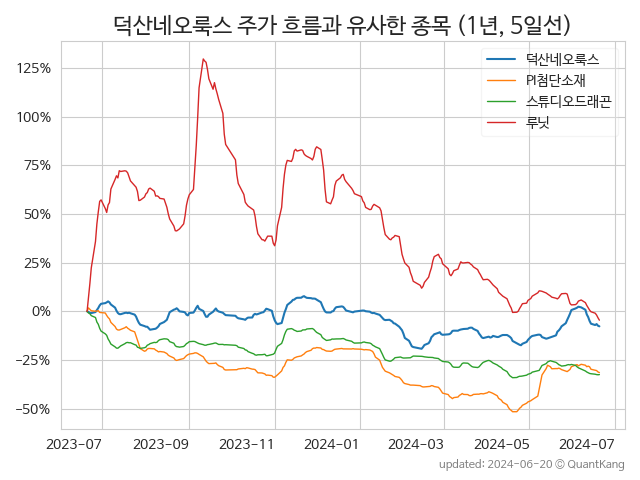 덕산네오룩스 주가 흐름과 유사한 종목 (1년, 5일선)
덕산네오룩스
PI첨단소재
스튜디오드래곤
루닛
125%
100%
75%
50%
25%
0%
−25%
−50%
2023-07
2023-09
2023-11
2024-01
2024-03
2024-05
2024-07
updated: 2024-06-20 © QuantKang